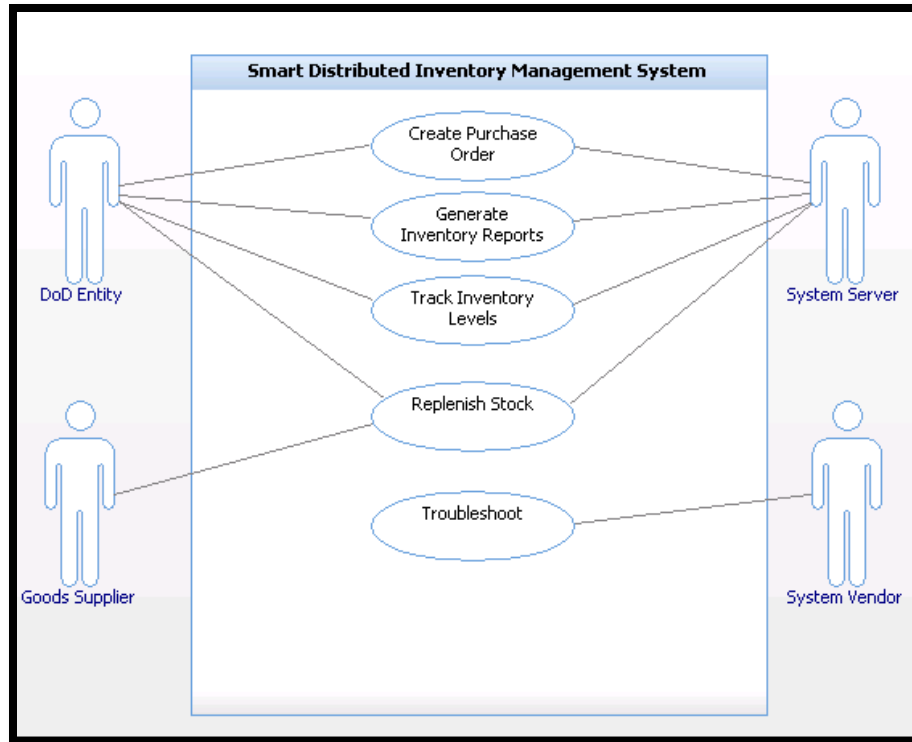 Smart Distributed Inventory Management System
Create Purchase
Order
Generate
Inventory Reports
DoD Entity
System Server
Track Inventory
Levels
Replenish Stock
Troubleshoot
Goods Supplier
System Vendor